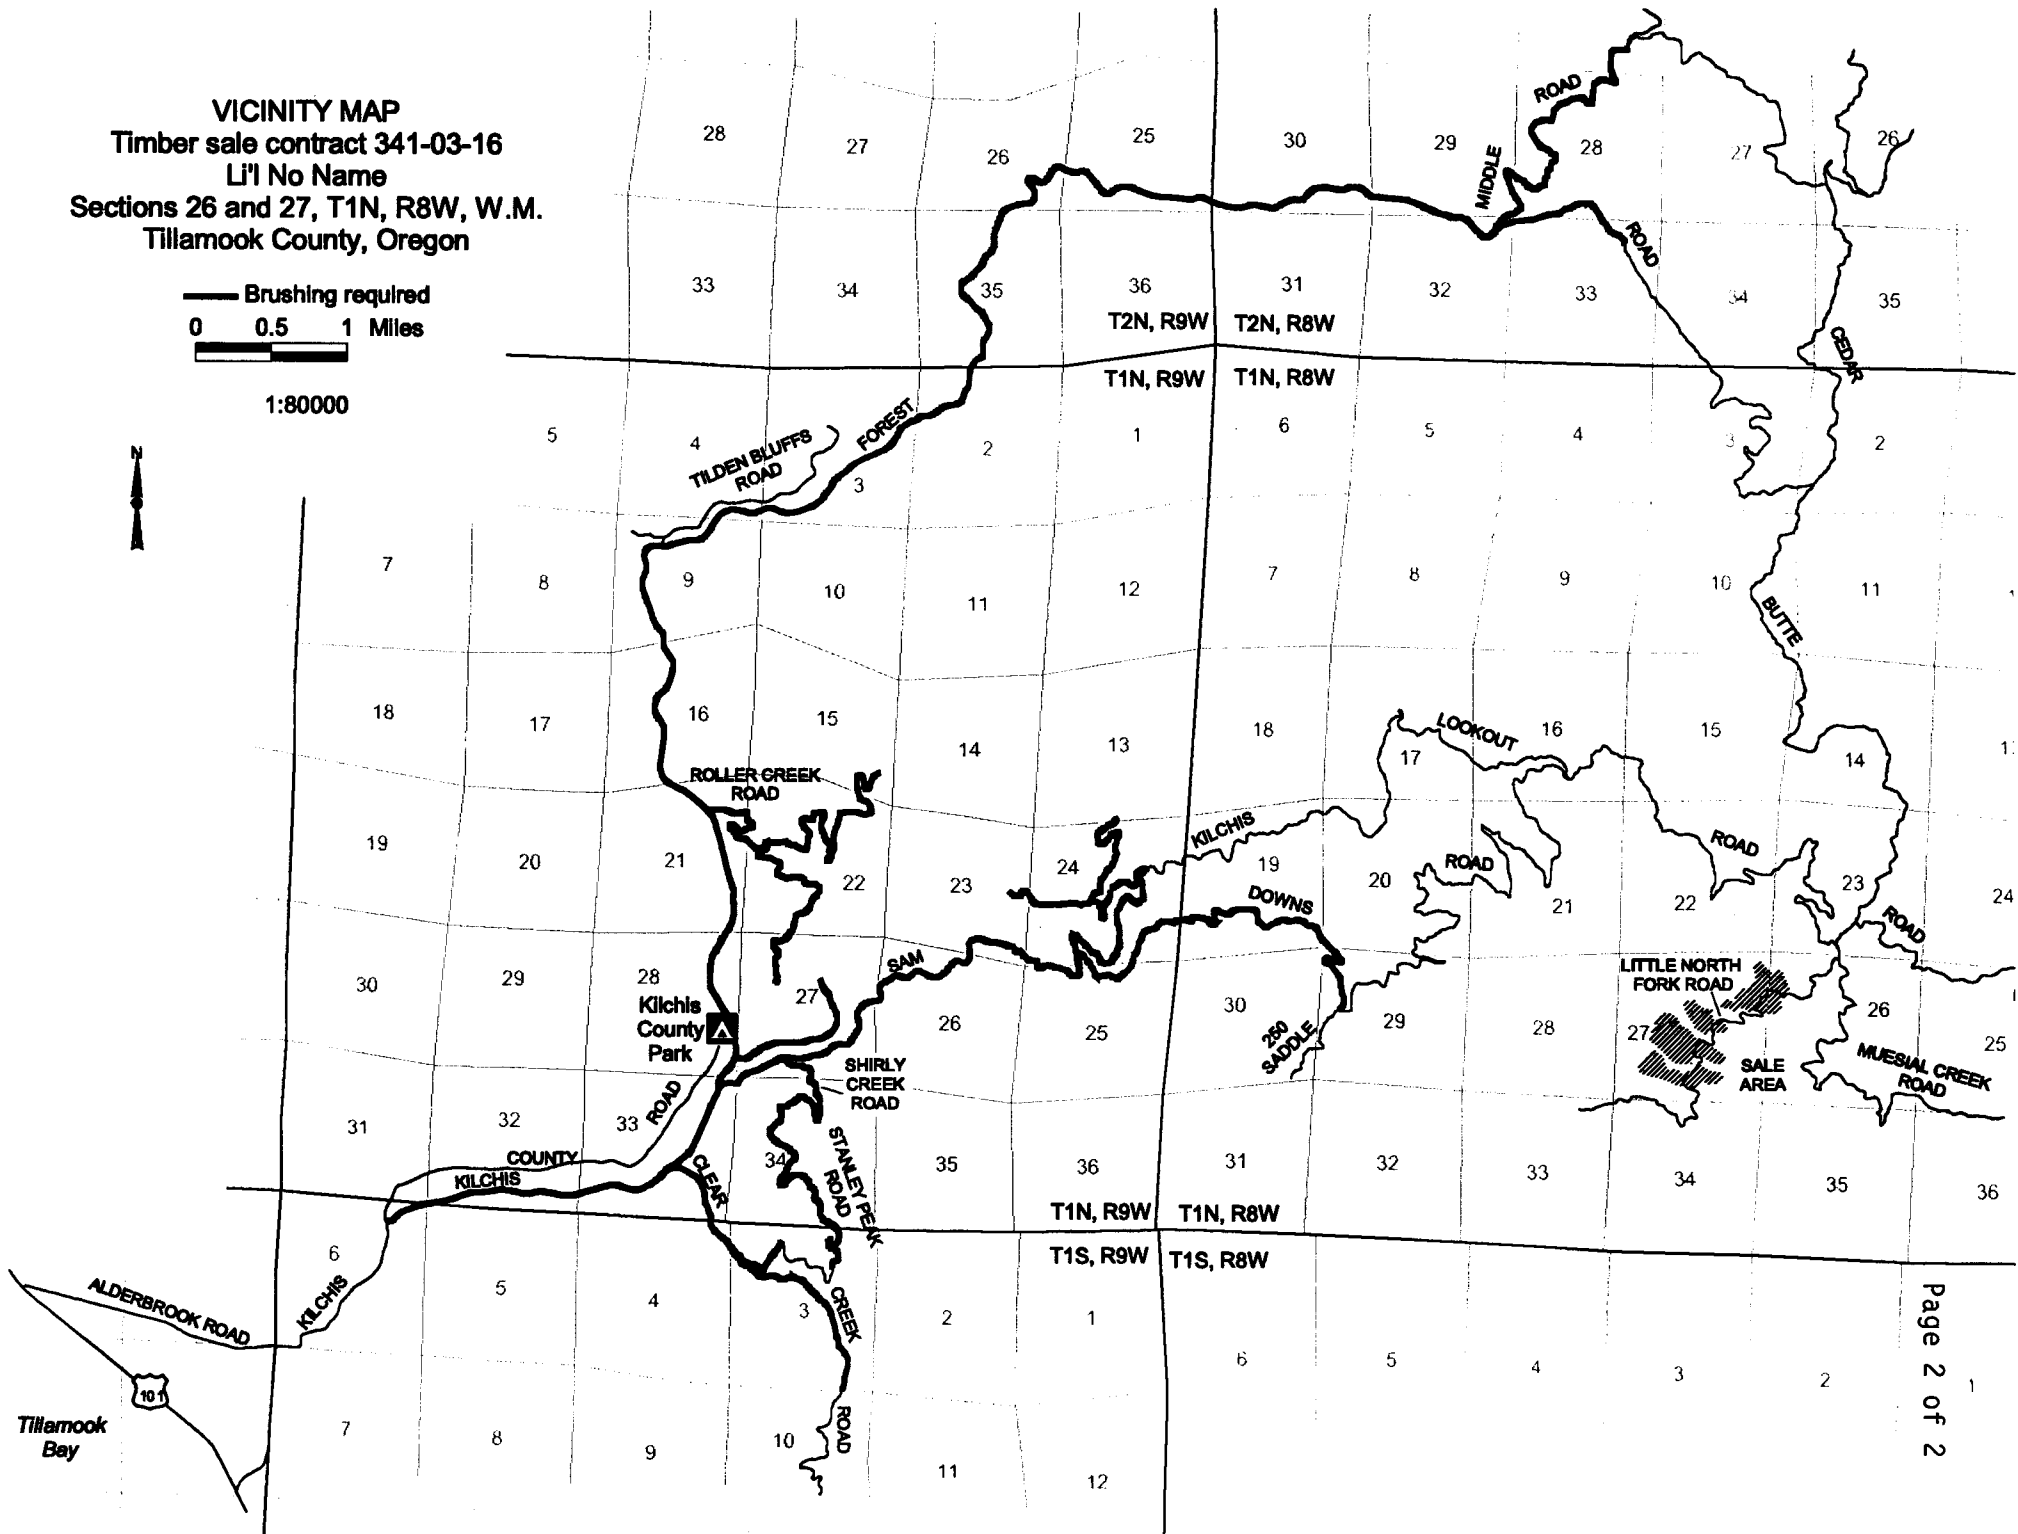 VICINITY MAP
Timber sale contract 341-03-16
Li'l No Name
Sections 26 and 27, T1N, R8W, W.M.
Tillamook County, Oregon
Brushing required
0 0.5 1 Miles
1:80000
N
28 27 26 25 30 29 28 27 26
MIDDLE
ROAD
ROAD
33 34 35 36 31 32 33 34 35
T2N, R9W T2N, R8W
T1N, R9W T1N, R8W
CEDAR
5 4 3 2 1 6 5 4 3 2
TILDEN BLUFFS
ROAD
FOREST
7 8 9 10 11 12 7 8 9 10 11
BUTTE
18 17 16 15 14 13 18 17 16 15 14
LOOKOUT
ROLLER CREEK
ROAD
19 20 21 22 23 24 19 20 21 22 23 24
KILCHIS
ROAD
ROAD
DOWNS
ROAD
SAM
30 29 28 27 26 25 30 29 28 27 26 25
Kilchis
County
Park
LITTLE NORTH
FORK ROAD
250
SADDLE
SALE
AREA
MUESIAL CREEK
ROAD
SHIRLY
CREEK
ROAD
ROAD
31 32 33 34 35 36 31 32 33 34 35 36
COUNTY
KILCHIS
CLEAR
STANLEY PEAK
ROAD
T1N, R9W T1N, R8W
T1S, R9W T1S, R8W
6 5 4 3 2 1 6 5 4 3 2 1
KILCHIS
ALDERBROOK ROAD
CREEK
ROAD
101
Tillamook
Bay
7 8 9 10 11 12
Page 2 of 2